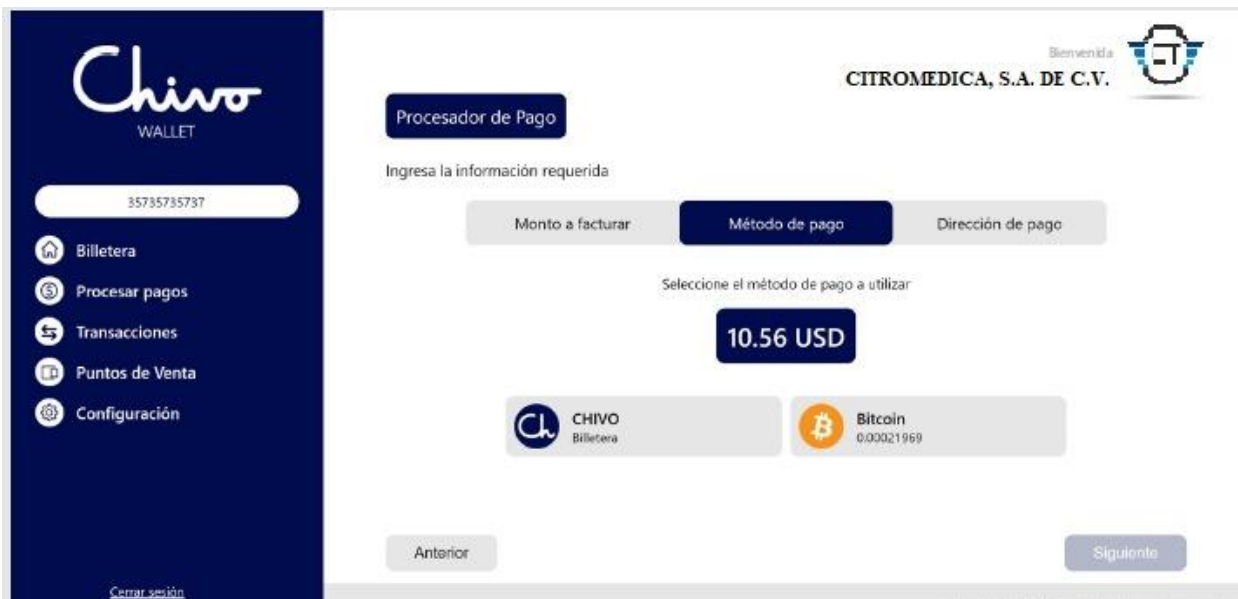 Chivo
WALLET
35735735737
Billetera
Procesar pagos
Transacciones
Puntos de Venta
Configuración
Cerrar sesión
Bienvenida
CITROMEDICA, S.A. DE C.V.
CT
Procesador de Pago
Ingresa la información requerida
Monto a facturar
Método de pago
Dirección de pago
Seleccione el método de pago a utilizar
10.56 USD
Ch
CHIVO
Billetera
Bitcoin
0.00021969
Anterior
Siguiente